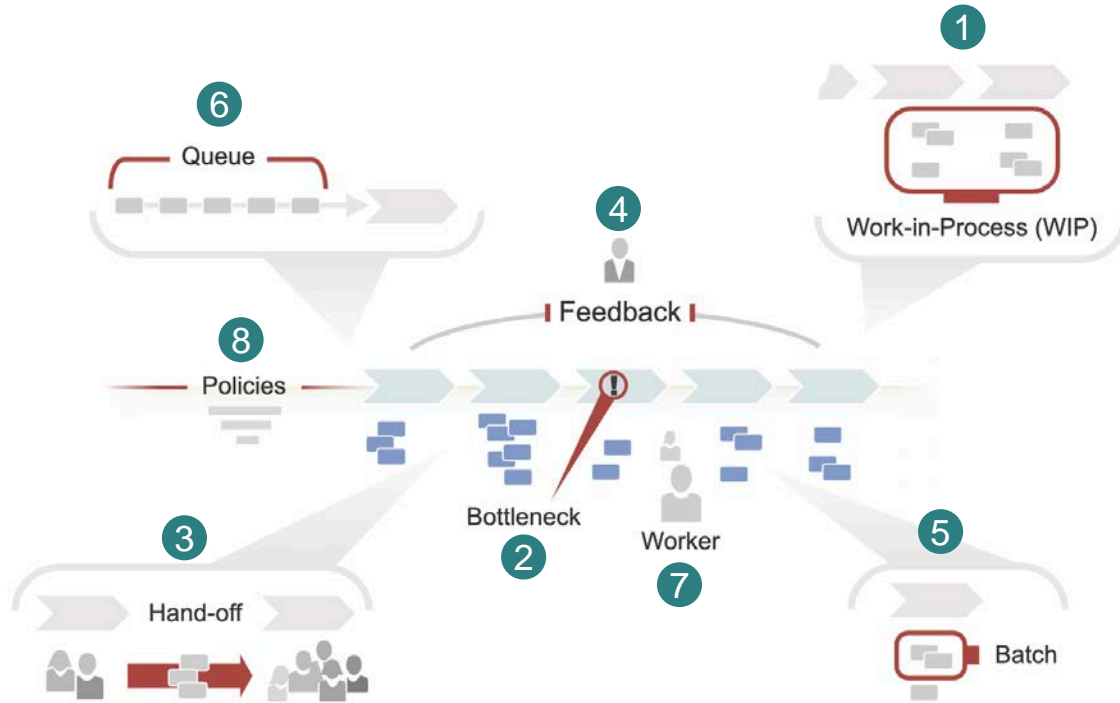 1
6
Queue
4
Work-in-Process (WIP)
Feedback
8
Policies
!
Bottleneck
2
Worker
7
3
Hand-off
5
Batch